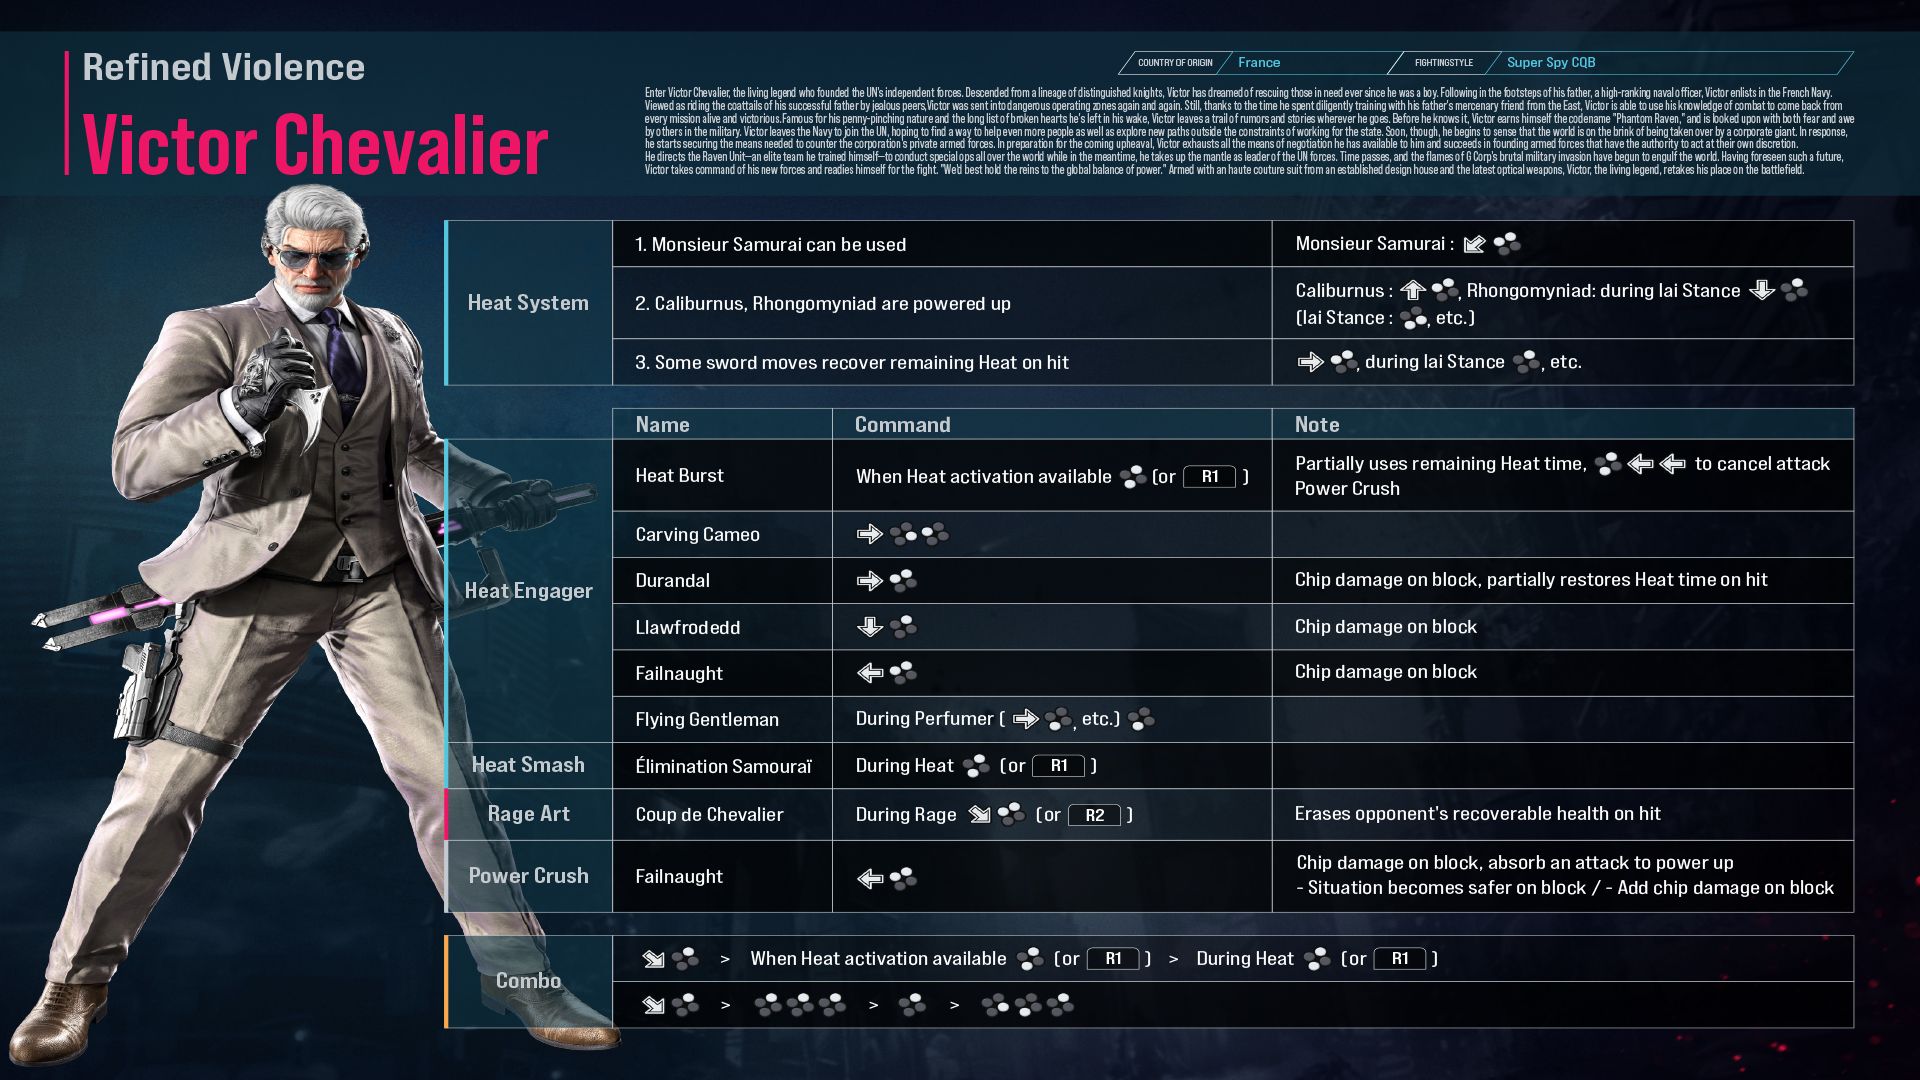 Refined Violence
Victor Chevalier
COUNTRY OF ORIGIN France FIGHTINGSTYLE Super Spy CQB
Enter Victor Chevalier, the living legend who founded the UN's independent forces. Descended from a lineage of distinguished knights, Victor has dreamed of rescuing those in need ever since he was a boy. Following in the footsteps of his father, a high-ranking naval officer, Victor enlists in the French Navy.
Viewed as riding the coattails of his successful father by jealous peers,Victor was sent into dangerous operating zones again and again. Still, thanks to the time he spent diligently training with his father's mercenary friend from the East, Victor is able to use his knowledge of combat to come back from
every mission alive and victorious.Famous for his penny-pinching nature and the long list of broken hearts he's left in his wake, Victor leaves a trail of rumors and stories wherever he goes. Before he knows it, Victor earns himself the codename "Phantom Raven," and is looked upon with both fear and awe
by others in the military. Victor leaves the Navy to join the UN, hoping to find a way to help even more people as well as explore new paths outside the constraints of working for the state. Soon, though, he begins to sense that the world is on the brink of being taken over by a corporate giant. In response,
he starts securing the means needed to counter the corporation's private armed forces. In preparation for the coming upheaval, Victor exhausts all the means of negotiation he has available to him and succeeds in founding armed forces that have the authority to act at their own discretion.
He directs the Raven Unit—an elite team he trained himself—to conduct special ops all over the world while in the meantime, he takes up the mantle as leader of the UN forces. Time passes, and the flames of G Corp's brutal military invasion have begun to engulf the world. Having foreseen such a future,
Victor takes command of his new forces and readies himself for the fight. "We'd best hold the reins to the global balance of power." Armed with an haute couture suit from an established design house and the latest optical weapons, Victor, the living legend, retakes his place on the battlefield.
Heat System
1. Monsieur Samurai can be used
Monsieur Samurai :
2. Caliburnus, Rhongomyniad are powered up
Caliburnus : , Rhongomyniad: during Iai Stance
(Iai Stance : , etc.)
3. Some sword moves recover remaining Heat on hit
, during Iai Stance , etc.
Name Command Note
Heat Engager
Heat Burst
When Heat activation available (or R1 )
Partially uses remaining Heat time, to cancel attack
Power Crush
Carving Cameo
Durandal
Chip damage on block, partially restores Heat time on hit
Llawfrodedd
Chip damage on block
Failnaught
Chip damage on block
Flying Gentleman
During Perfumer ( , etc.)
Heat Smash
Élimination Samouraï
During Heat (or R1 )
Rage Art
Coup de Chevalier
During Rage (or R2 )
Erases opponent's recoverable health on hit
Power Crush
Failnaught
Chip damage on block, absorb an attack to power up
- Situation becomes safer on block / - Add chip damage on block
Combo
> When Heat activation available (or R1 ) > During Heat (or R1 )
> > >